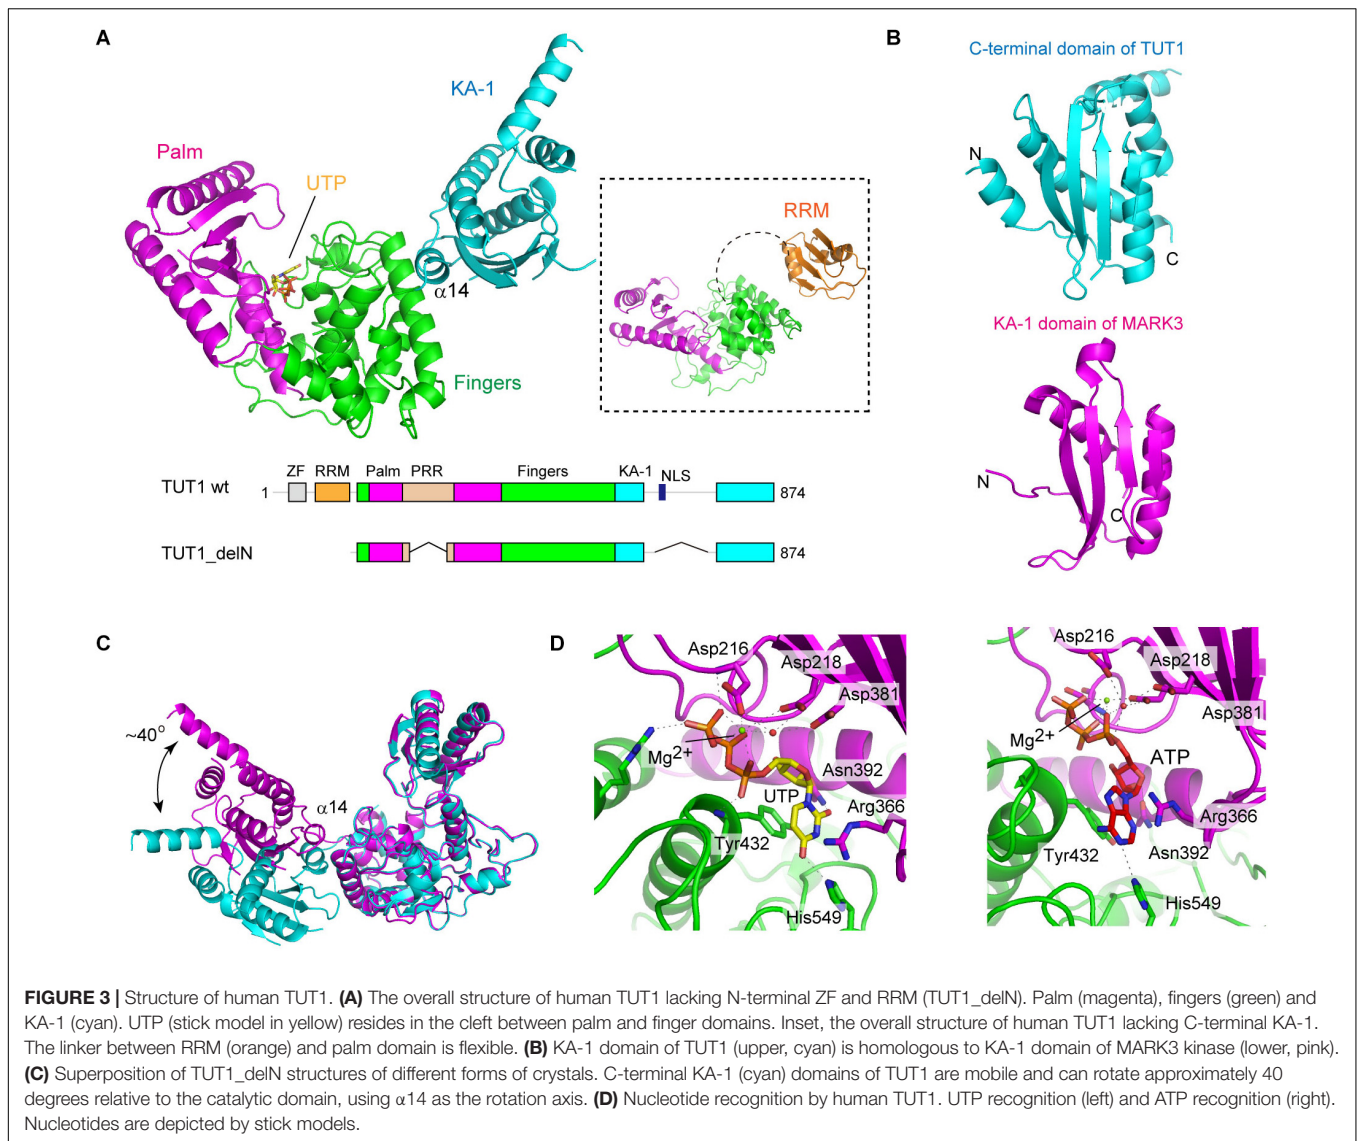 A
KA-1
Palm
UTP
α14
Fingers
RRM
B
C-terminal domain of TUT1
N
C
KA-1 domain of MARK3
N
C
ZF RRM Palm PRR Fingers KA-1 NLS
TUT1 wt 1 874
TUT1_delN 874
C
~40°
α14
D
Asp216
Asp218
Asp381
Mg2+
Asn392
UTP
Arg366
Tyr432
His549
Asp216
Asp218
Asp381
Mg2+
ATP
Arg366
Tyr432
Asn392
His549
FIGURE 3 | Structure of human TUT1. (A) The overall structure of human TUT1 lacking N-terminal ZF and RRM (TUT1_delN). Palm (magenta), fingers (green) and
KA-1 (cyan). UTP (stick model in yellow) resides in the cleft between palm and finger domains. Inset, the overall structure of human TUT1 lacking C-terminal KA-1.
The linker between RRM (orange) and palm domain is flexible. (B) KA-1 domain of TUT1 (upper, cyan) is homologous to KA-1 domain of MARK3 kinase (lower, pink).
(C) Superposition of TUT1_delN structures of different forms of crystals. C-terminal KA-1 (cyan) domains of TUT1 are mobile and can rotate approximately 40
degrees relative to the catalytic domain, using α14 as the rotation axis. (D) Nucleotide recognition by human TUT1. UTP recognition (left) and ATP recognition (right).
Nucleotides are depicted by stick models.